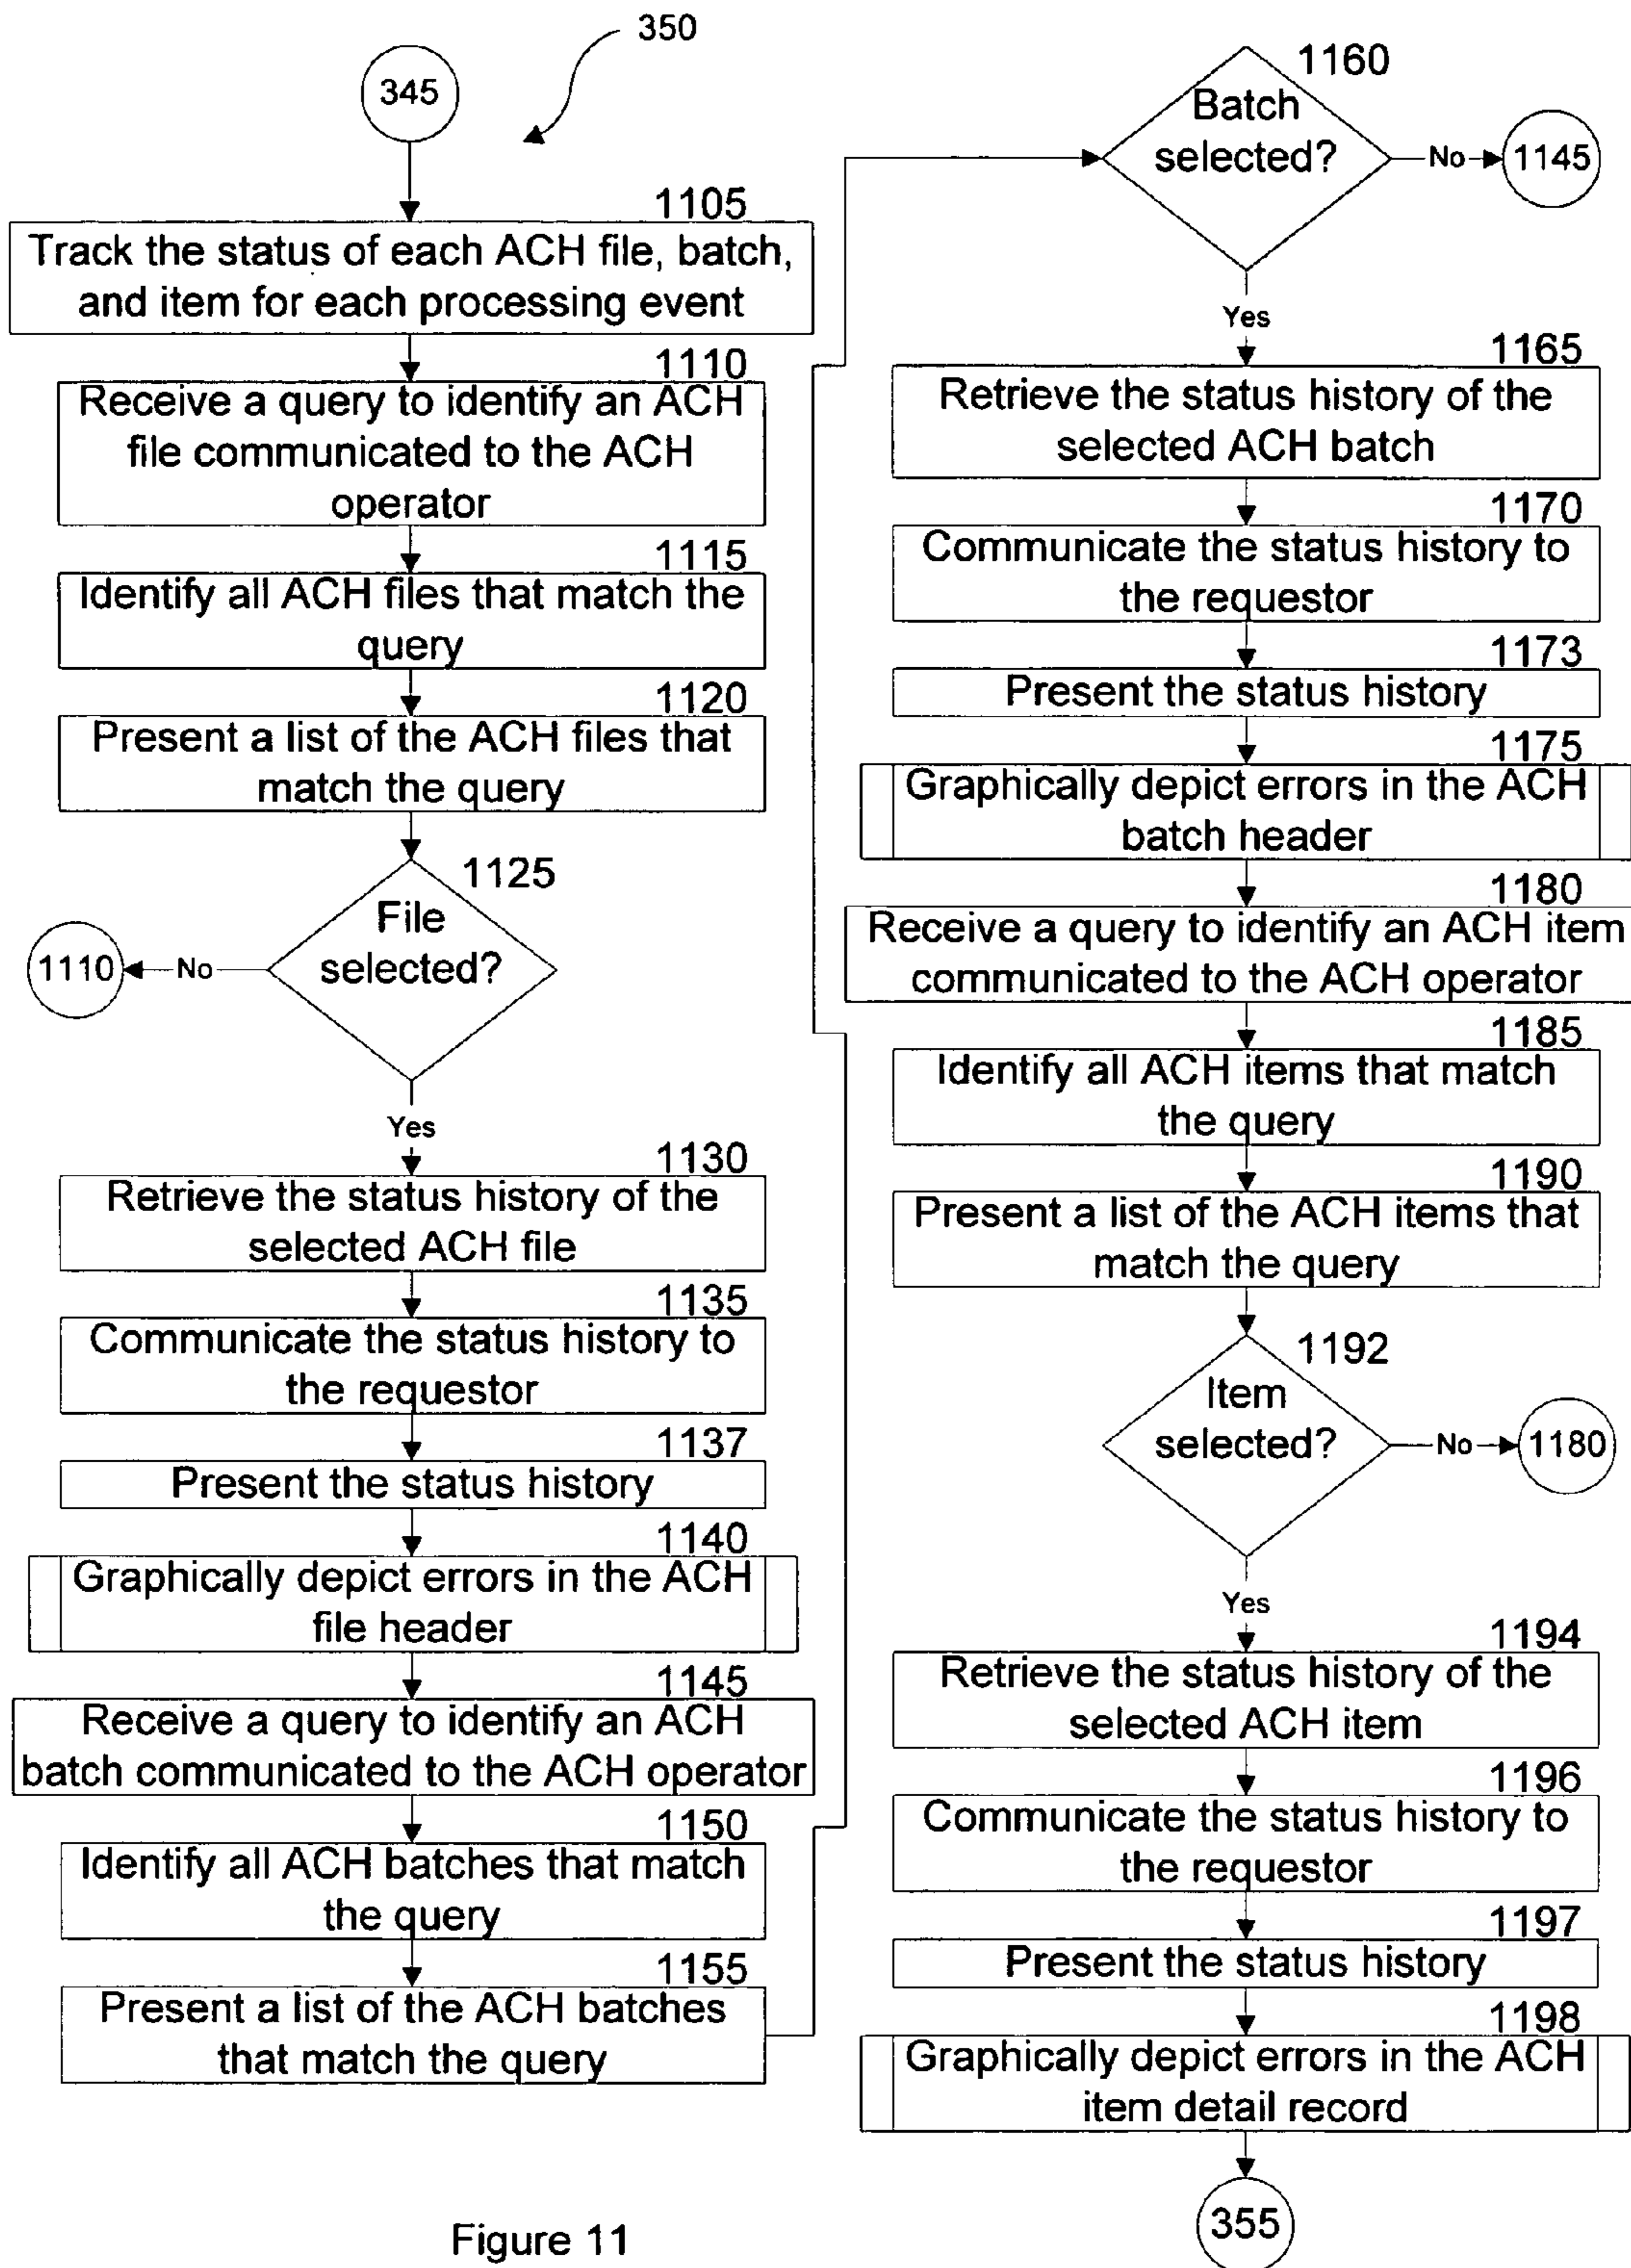 350
345
1105
Track the status of each ACH file, batch,
and item for each processing event
1110
Receive a query to identify an ACH
file communicated to the ACH
operator
1115
Identify all ACH files that match the
query
1120
Present a list of the ACH files that
match the query
1125
File
selected?
No
1110
Yes
1130
Retrieve the status history of the
selected ACH file
1135
Communicate the status history to
the requestor
1137
Present the status history
1140
Graphically depict errors in the ACH
file header
1145
Receive a query to identify an ACH
batch communicated to the ACH operator
1150
Identify all ACH batches that match
the query
1155
Present a list of the ACH batches
that match the query
1160
Batch
selected?
No
1145
Yes
1165
Retrieve the status history of the
selected ACH batch
1170
Communicate the status history to
the requestor
1173
Present the status history
1175
Graphically depict errors in the ACH
batch header
1180
Receive a query to identify an ACH item
communicated to the ACH operator
1185
Identify all ACH items that match
the query
1190
Present a list of the ACH items that
match the query
1192
Item
selected?
No
1180
Yes
1194
Retrieve the status history of the
selected ACH item
1196
Communicate the status history to
the requestor
1197
Present the status history
1198
Graphically depict errors in the ACH
item detail record
355
Figure 11